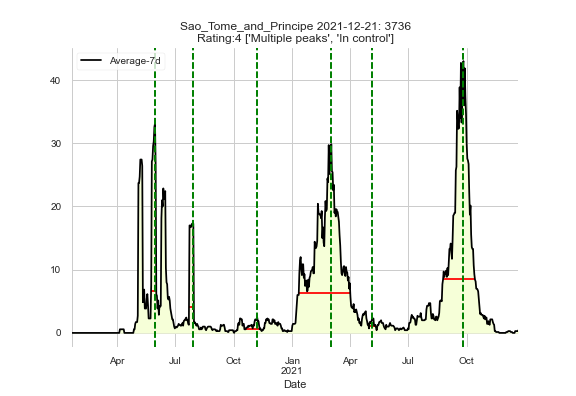 Sao_Tome_and_Principe 2021-12-21: 3736
Rating:4 ['Multiple peaks', 'In control']
Average-7d
40
30
20
10
0
Apr Jul Oct Jan Apr Jul Oct
2021
Date